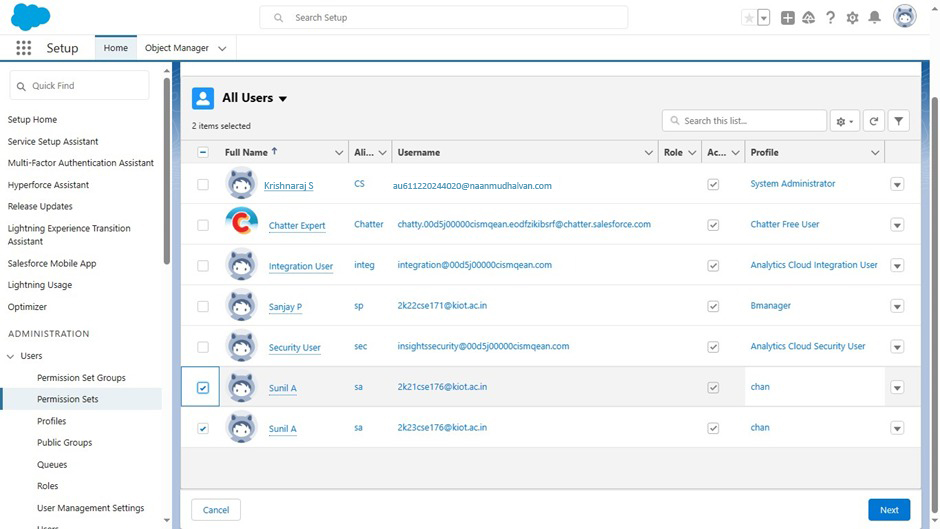 Search Setup
Setup
Home
Object Manager
Quick Find
Setup Home
Service Setup Assistant
Multi-Factor Authentication Assistant
Hyperforce Assistant
Release Updates
Lightning Experience Transition
Assistant
Salesforce Mobile App
Lightning Usage
Optimizer
ADMINISTRATION
Users
Permission Set Groups
Permission Sets
Profiles
Public Groups
Queues
Roles
User Management Settings
Users
All Users
2 items selected
Search this list...
Full Name Ali... Username Role Ac... Profile
Krishnaraj S CS au611220244020@naanmudhalvan.com System Administrator
Chatter Expert Chatter chatty.00d5j00000cismqean.eodfzikibsrf@chatter.salesforce.com Chatter Free User
Integration User integ integration@00d5j00000cismqean.com Analytics Cloud Integration User
Sanjay P sp 2k22cse171@kiot.ac.in Bmanager
Security User sec insightssecurity@00d5j00000cismqean.com Analytics Cloud Security User
Sunil A sa 2k21cse176@kiot.ac.in chan
Sunil A sa 2k23cse176@kiot.ac.in chan
Cancel
Next